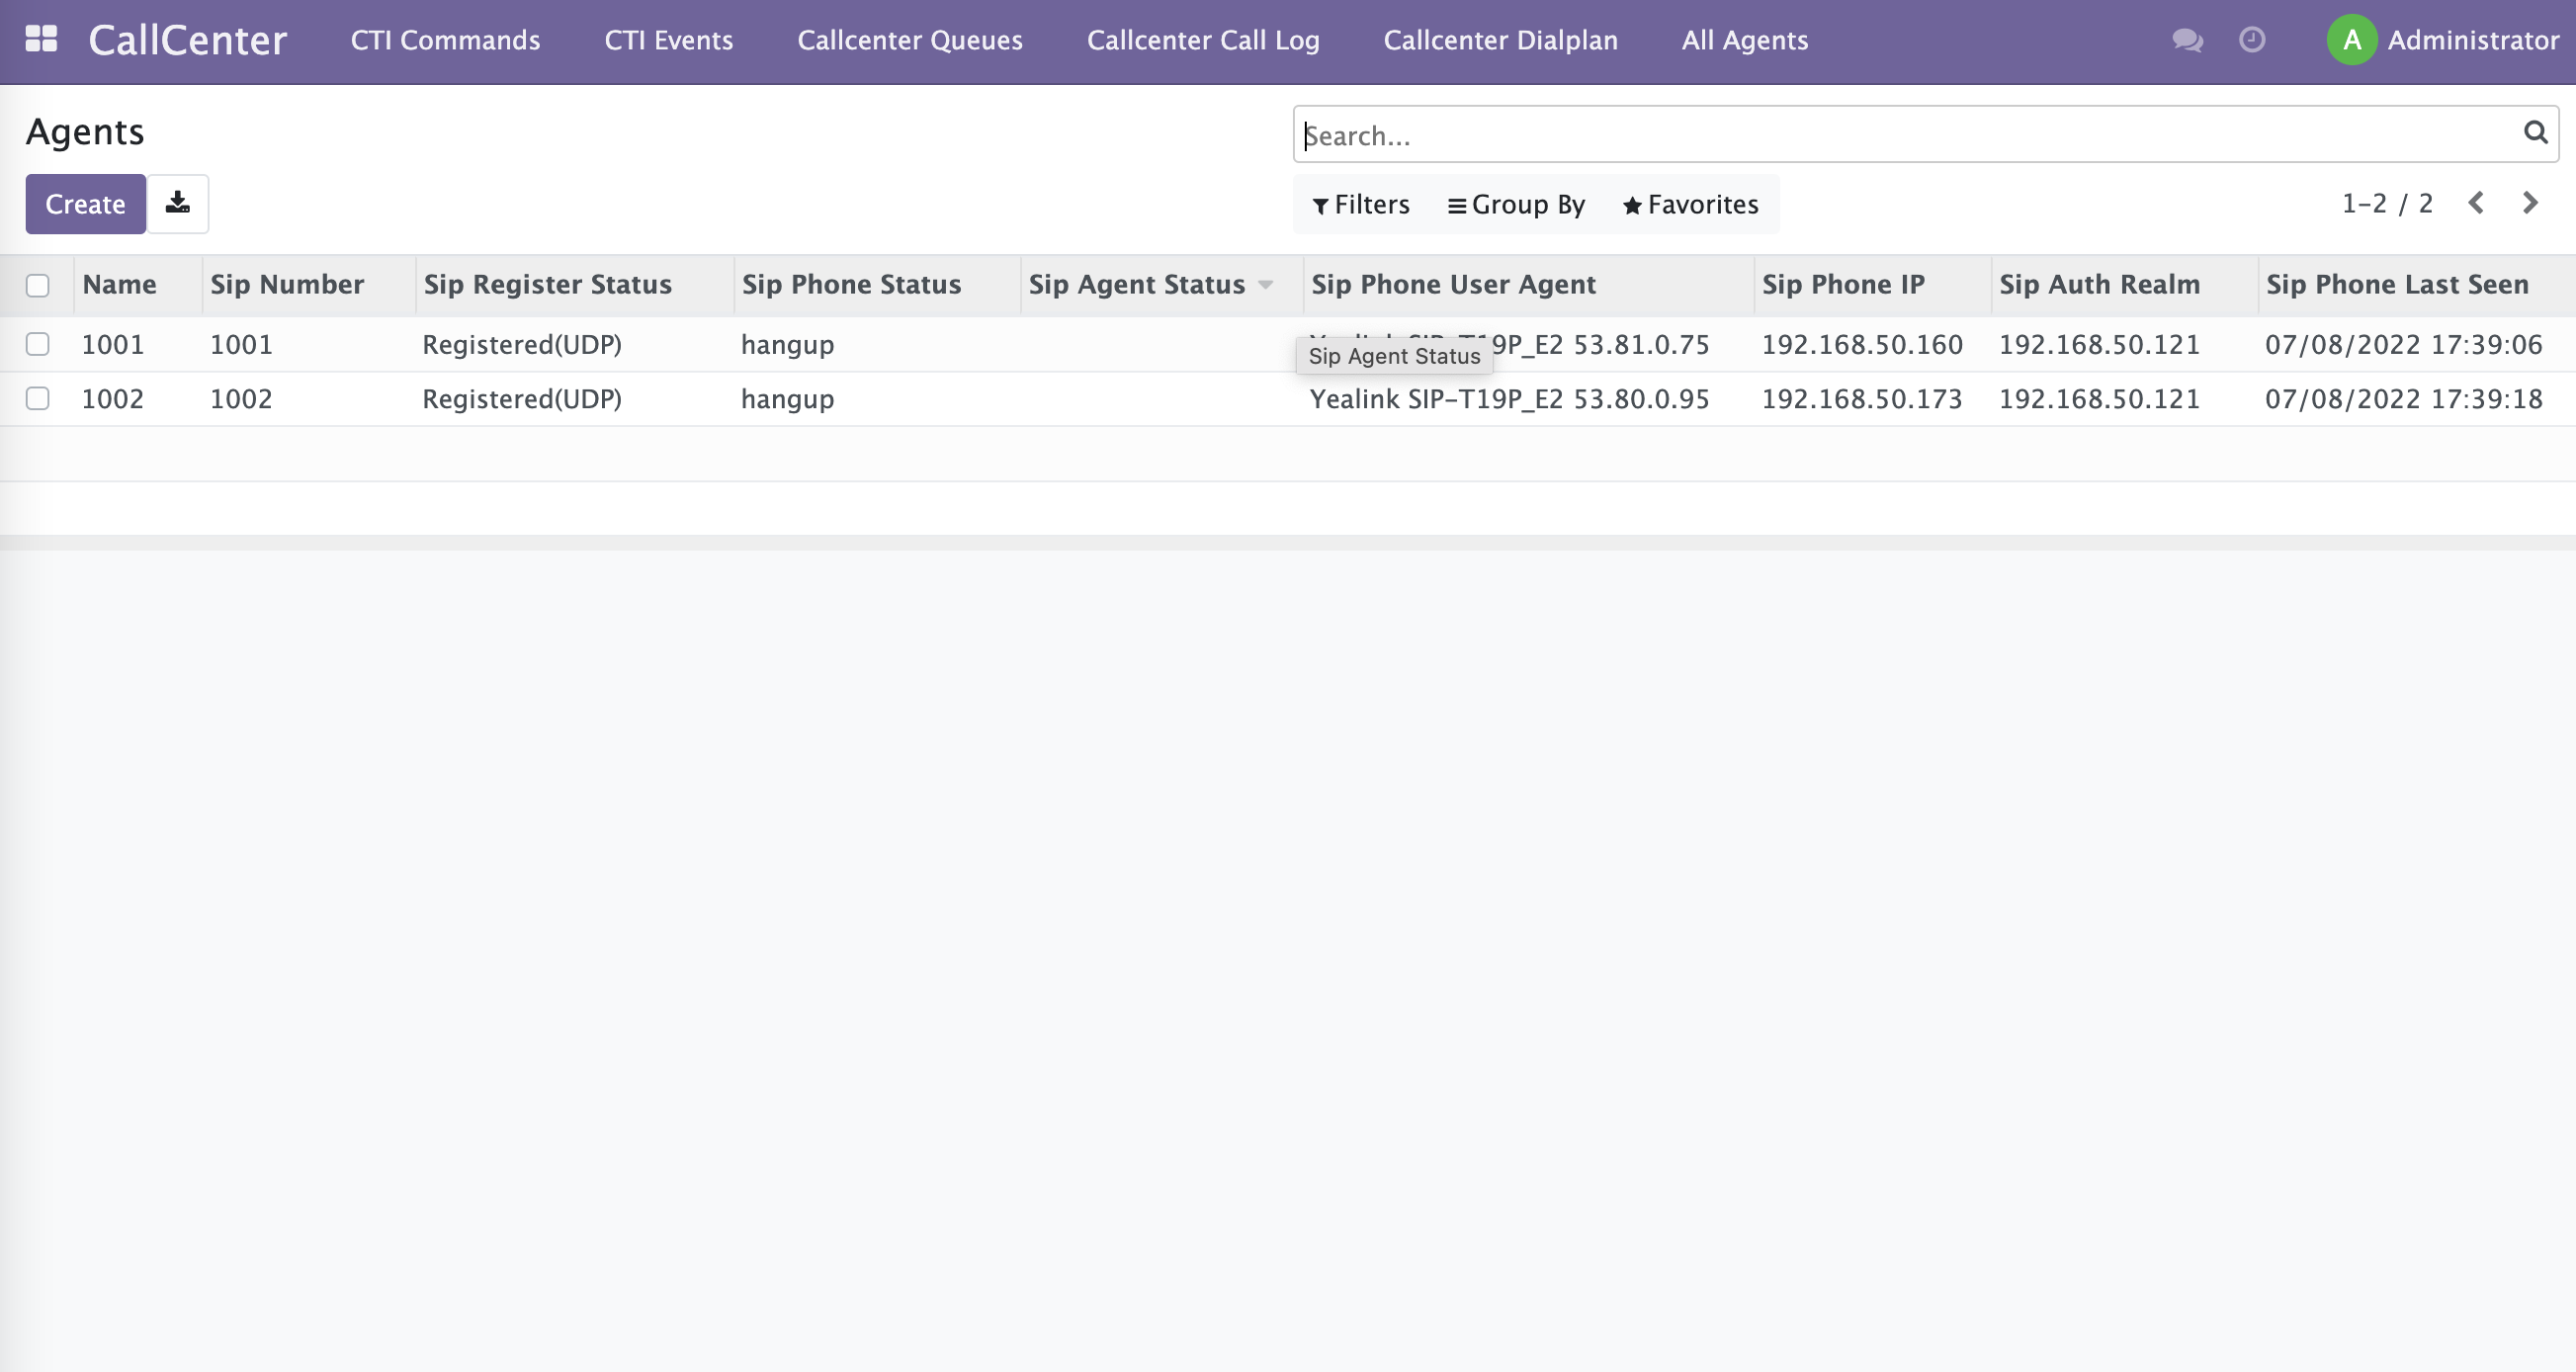 CallCenter CTI Commands CTI Events Callcenter Queues Callcenter Call Log Callcenter Dialplan All Agents A Administrator
Agents Search...
Create Filters Group By Favorites 1-2 / 2
Name Sip Number Sip Register Status Sip Phone Status Sip Agent Status Sip Phone User Agent Sip Phone IP Sip Auth Realm Sip Phone Last Seen
1001 1001 Registered(UDP) hangup T19P_E2 53.81.0.75 192.168.50.160 192.168.50.121 07/08/2022 17:39:06
Sip Agent Status
1002 1002 Registered(UDP) hangup Yealink SIP-T19P_E2 53.80.0.95 192.168.50.173 192.168.50.121 07/08/2022 17:39:18